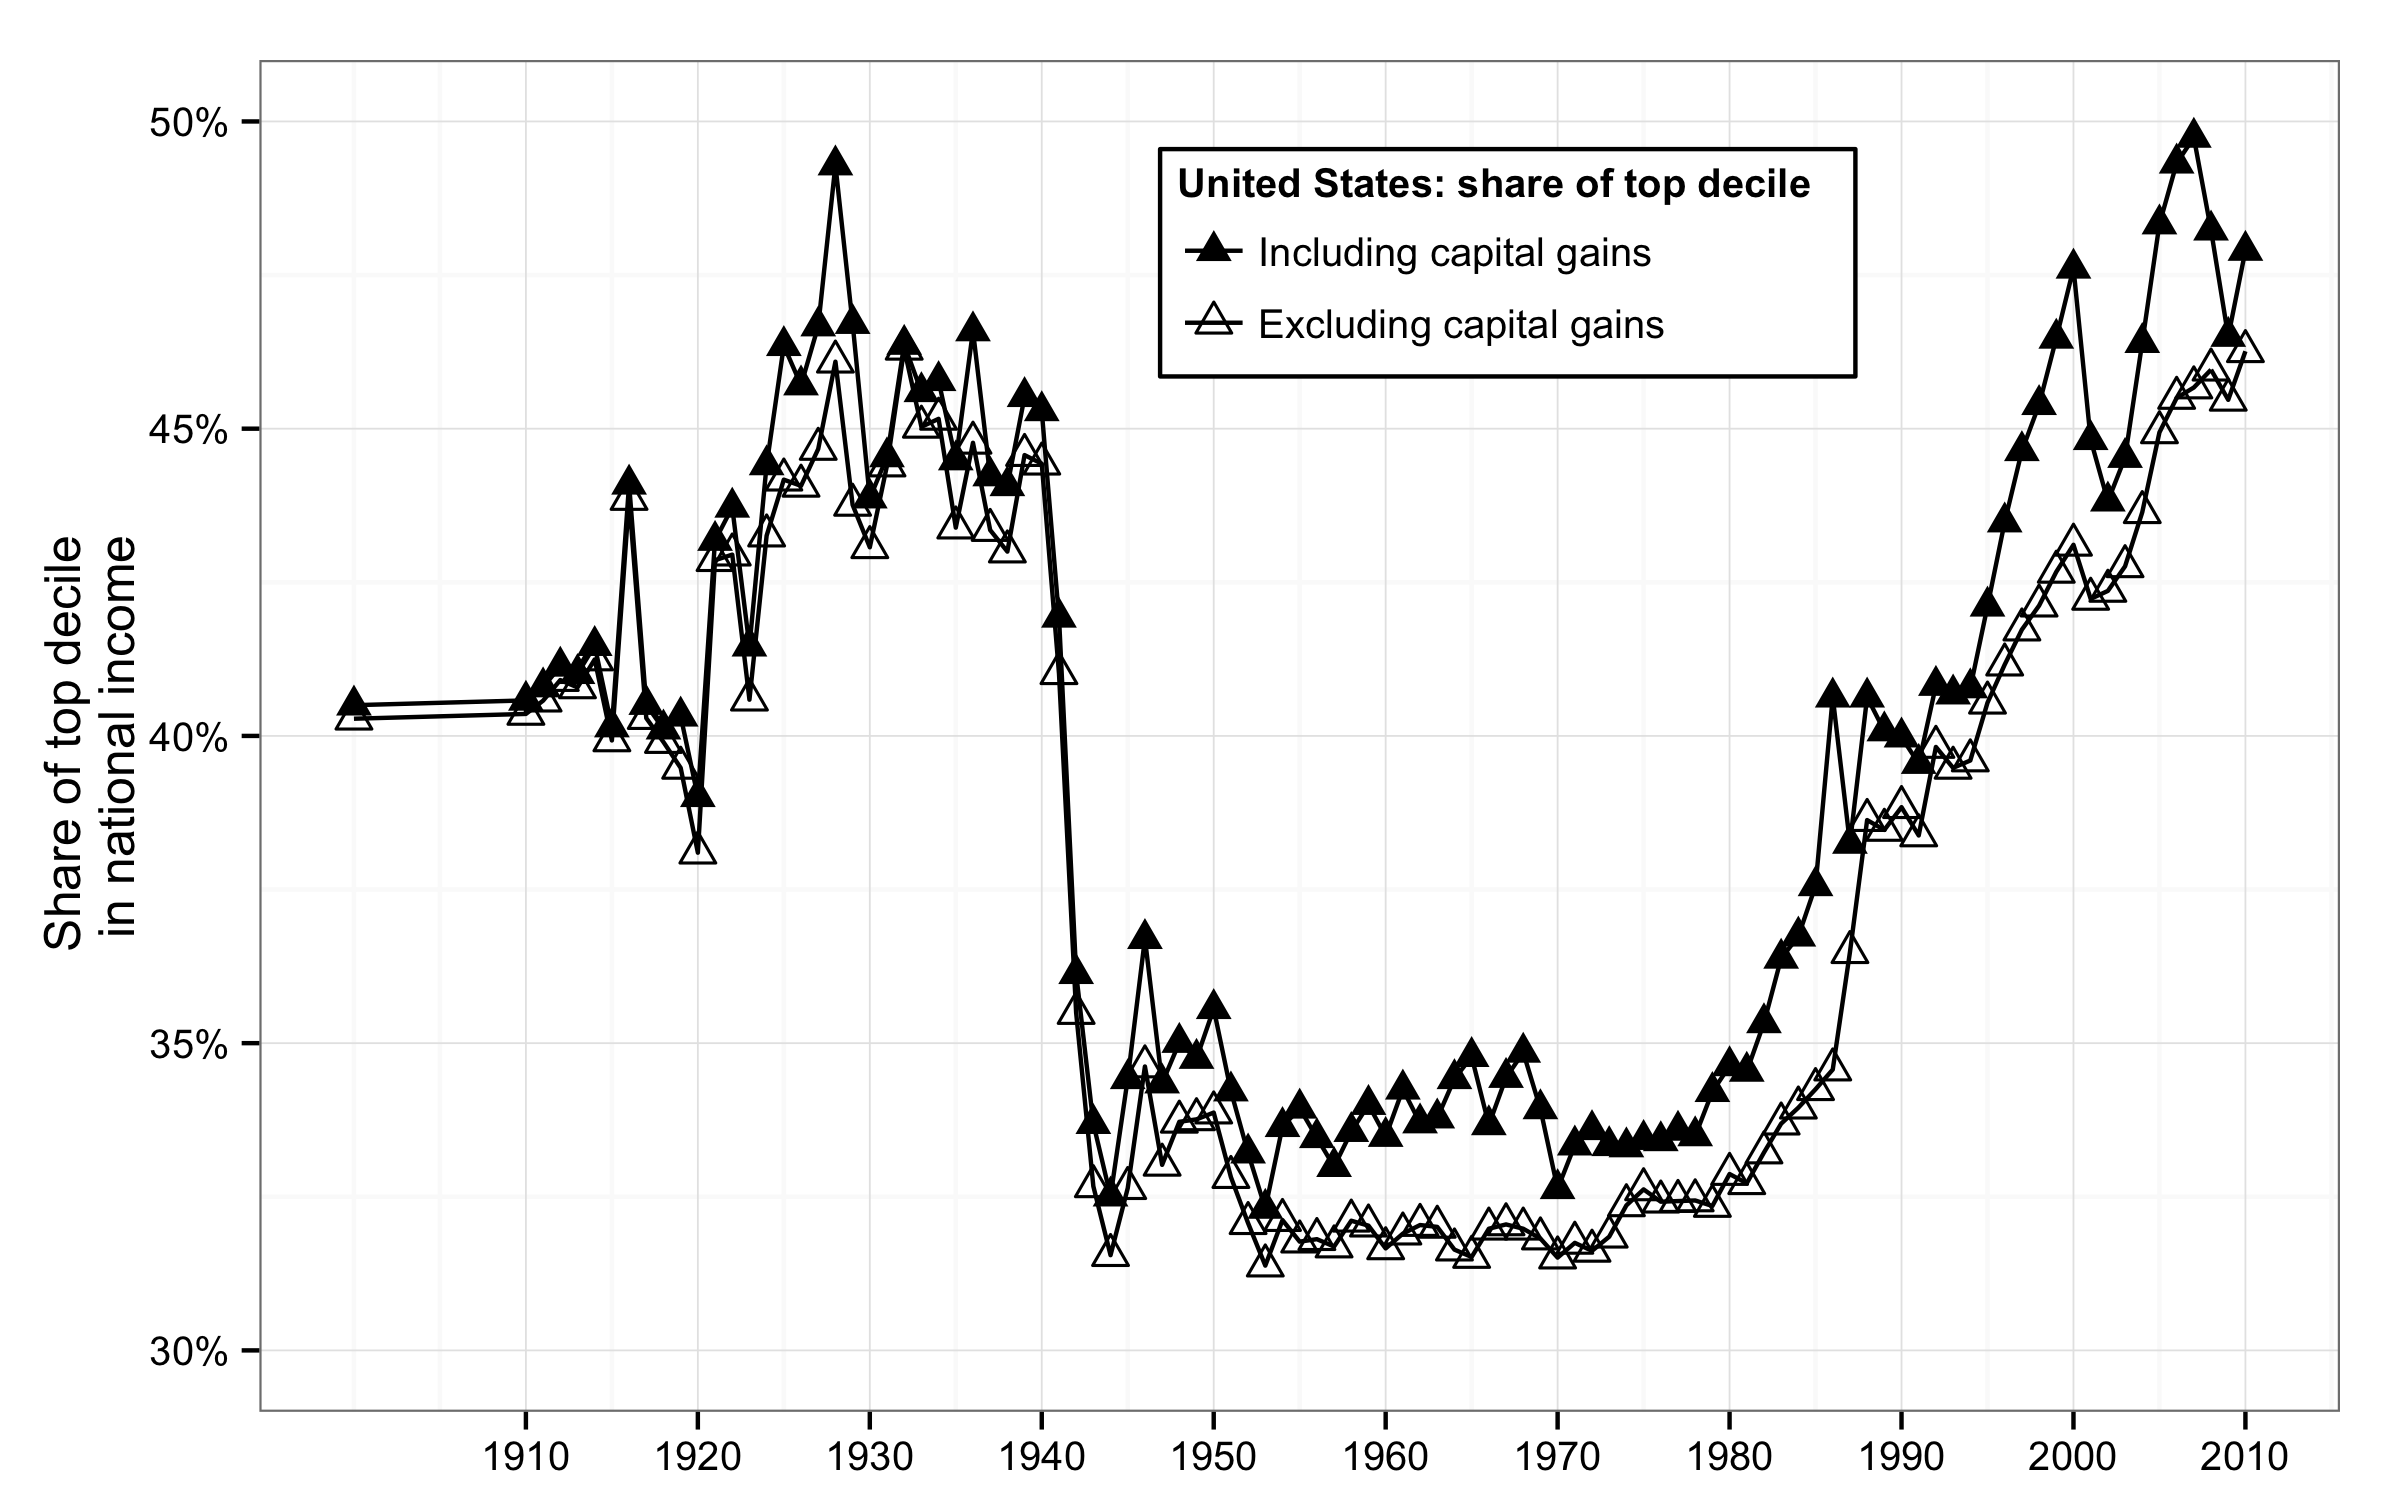 Share of top decile
in national income
50%
45%
40%
35%
30%
United States: share of top decile
Including capital gains
Excluding capital gains
1910 1920 1930 1940 1950 1960 1970 1980 1990 2000 2010